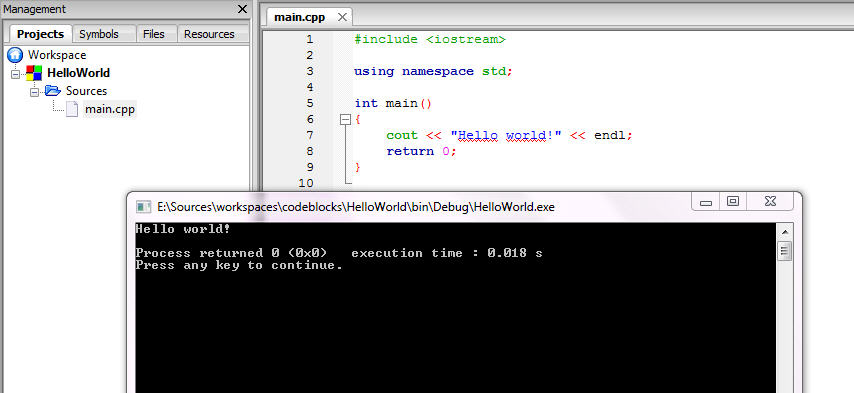 Management
Projects Symbols Files Resources
Workspace
HelloWorld
Sources
main.cpp
main.cpp
1 #include <iostream>
2
3 using namespace std;
4
5 int main()
6 {
7 cout << "Hello world!" << endl;
8 return 0;
9 }
10
E:\Sources\workspaces\codeblocks\HelloWorld\bin\Debug\HelloWorld.exe
Hello world!
Process returned 0 (0x0)   execution time : 0.018 s
Press any key to continue.